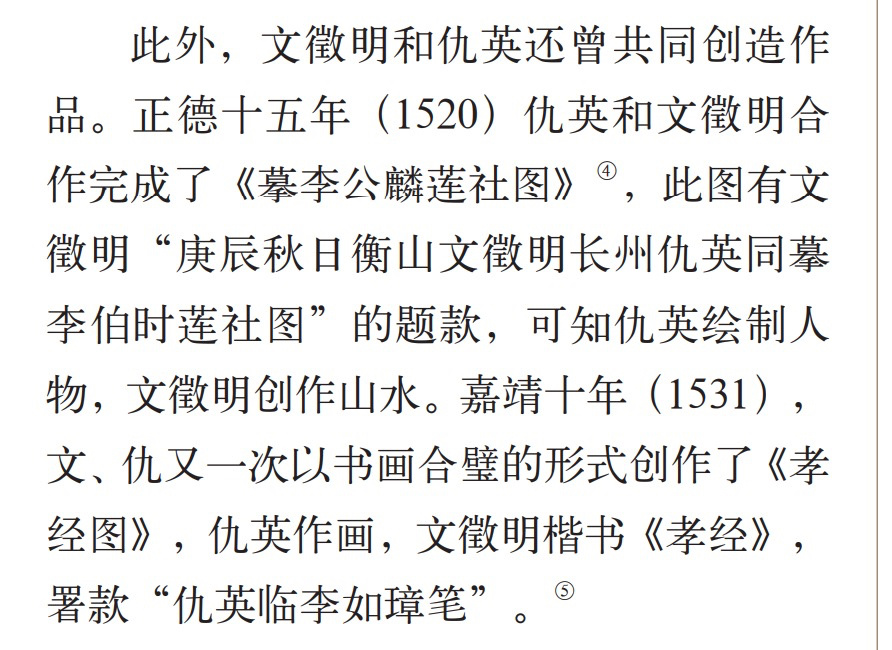 此外，文徵明和仇英还曾共同创造作
品。正德十五年（1520）仇英和文徵明合
作完成了《摹李公麟莲社图》④，此图有文
徵明“庚辰秋日衡山文徵明长州仇英同摹
李伯时莲社图”的题款，可知仇英绘制人
物，文徵明创作山水。嘉靖十年（1531），
文、仇又一次以书画合璧的形式创作了《孝
经图》，仇英作画，文徵明楷书《孝经》，
署款“仇英临李如璋笔”。⑤